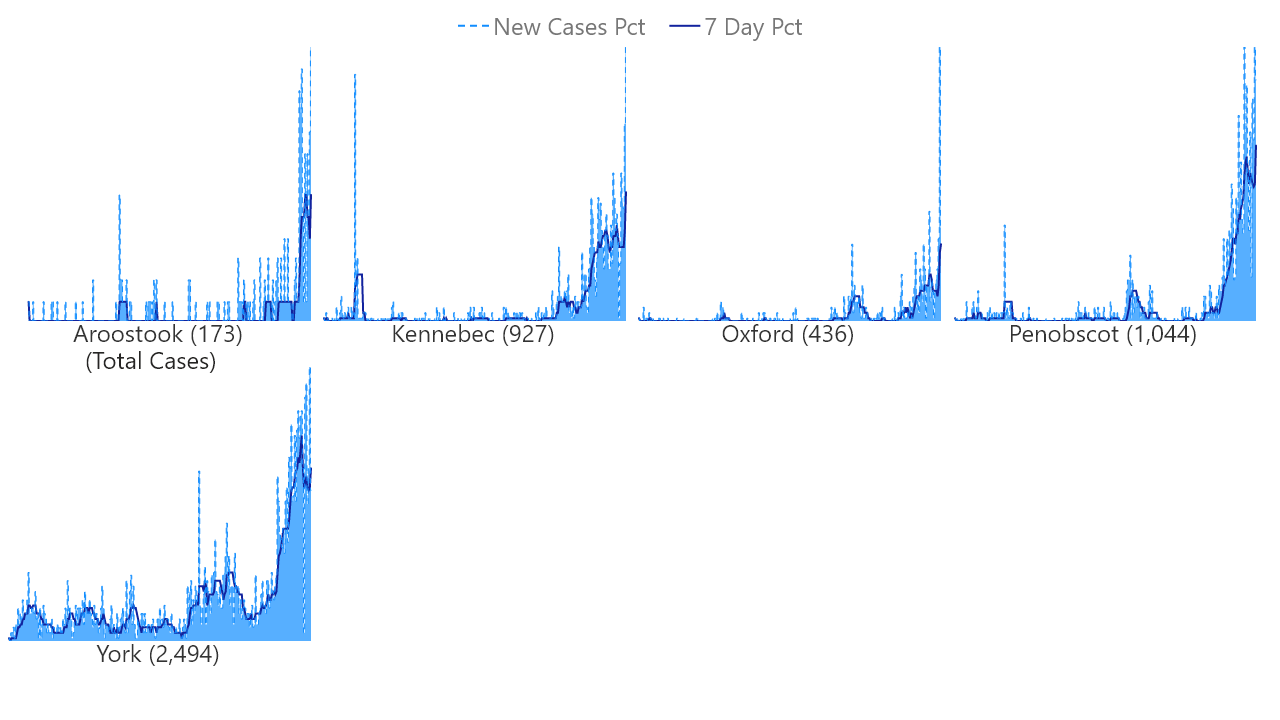 New Cases Pct 7 Day Pct
Aroostook (173)
(Total Cases)
Kennebec (927)
Oxford (436)
Penobscot (1,044)
York (2,494)